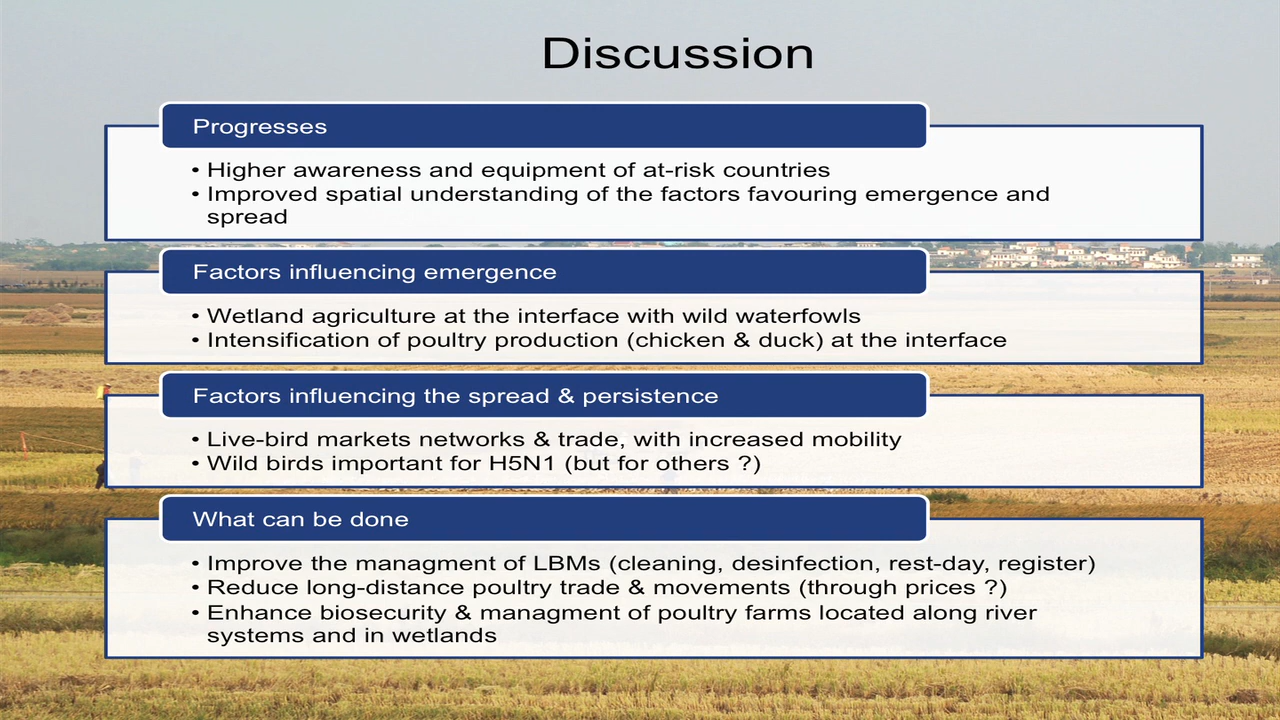 Discussion
Progresses
• Higher awareness and equipment of at-risk countries
• Improved spatial understanding of the factors favouring emergence and
spread
Factors influencing emergence
• Wetland agriculture at the interface with wild waterfowls
• Intensification of poultry production (chicken & duck) at the interface
Factors influencing the spread & persistence
• Live-bird markets networks & trade, with increased mobility
• Wild birds important for H5N1 (but for others ?)
What can be done
• Improve the managment of LBMs (cleaning, desinfection, rest-day, register)
• Reduce long-distance poultry trade & movements (through prices ?)
• Enhance biosecurity & managment of poultry farms located along river
systems and in wetlands